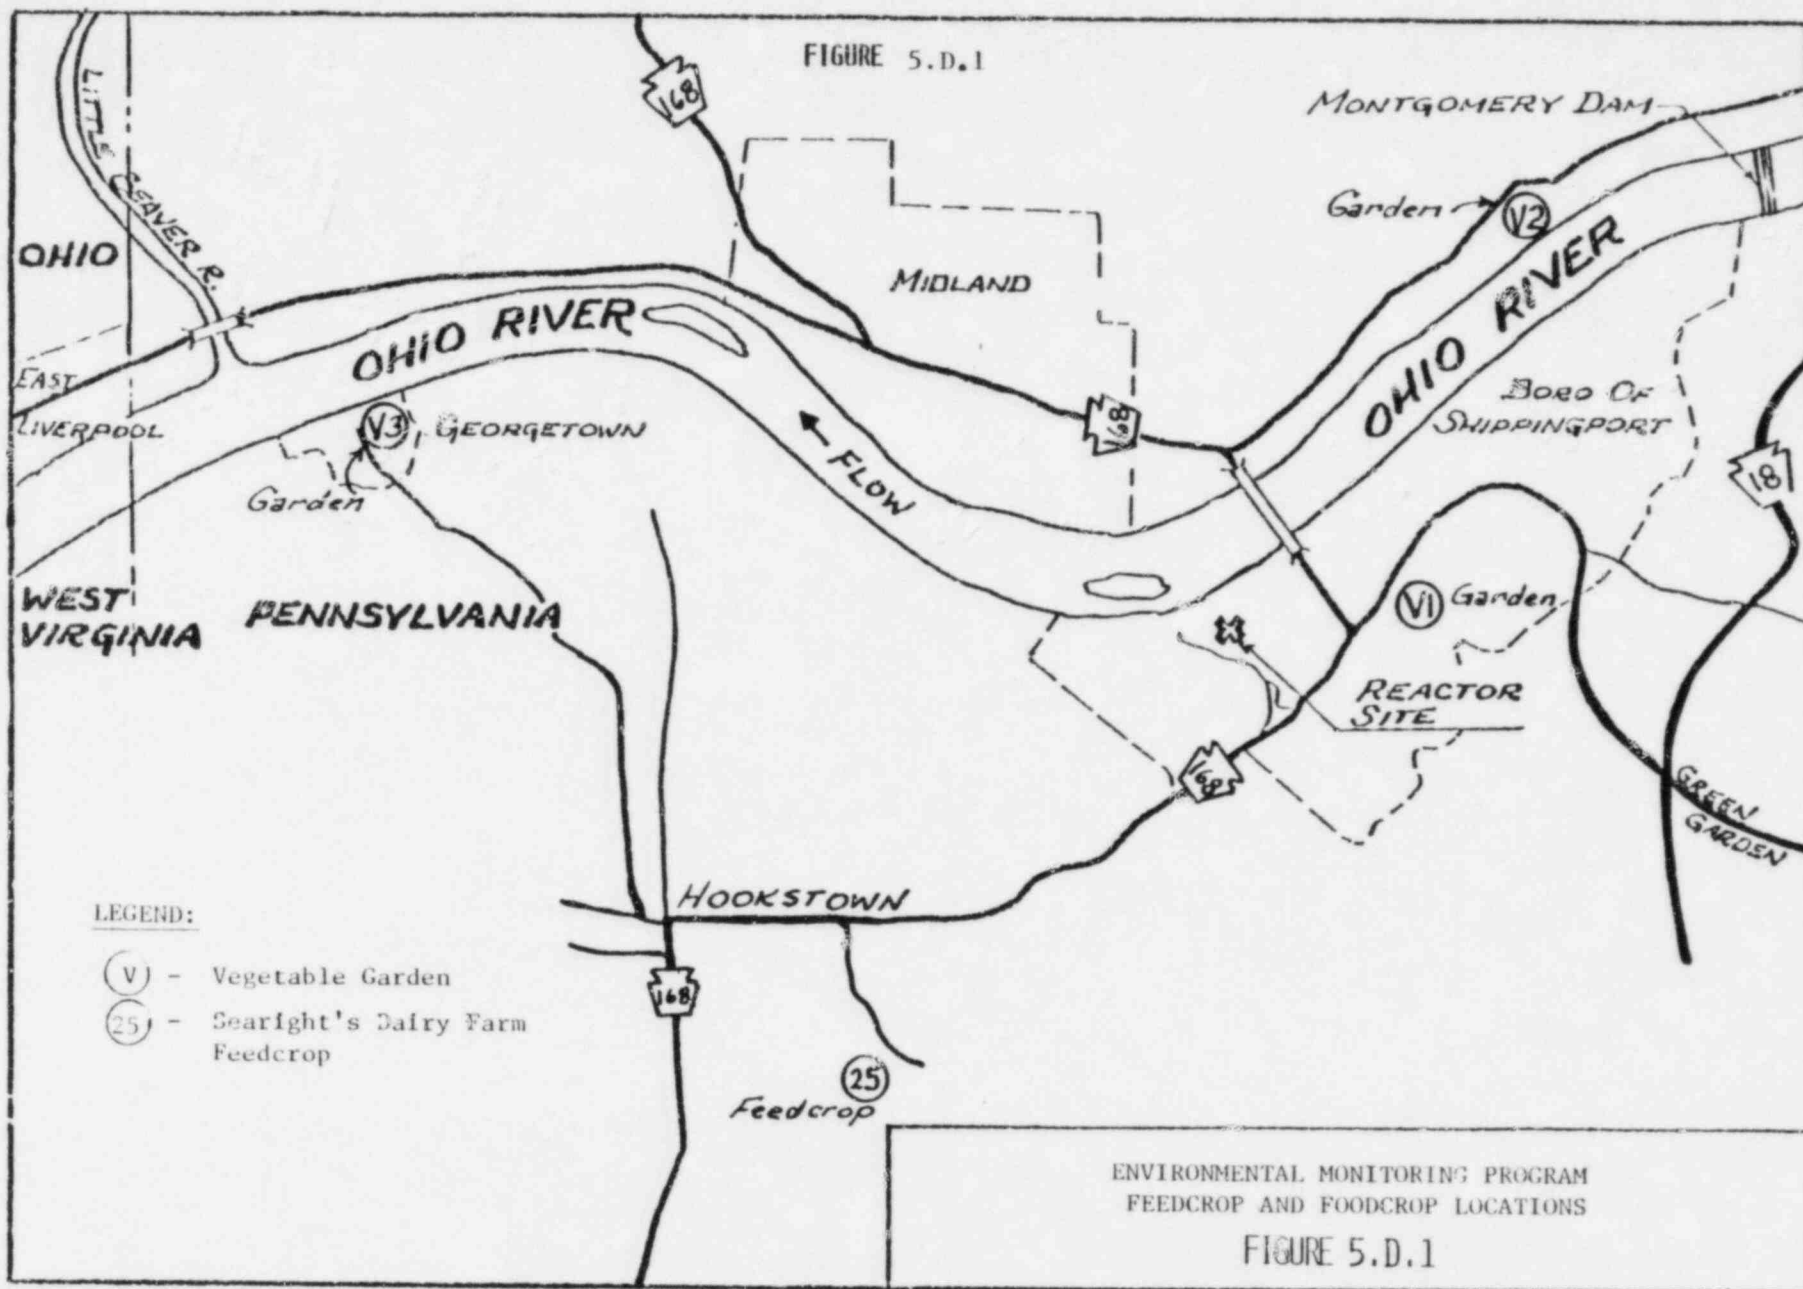 FIGURE 5.D.1
168
LITTLE BEAVER R.
MONTGOMERY DAM
Garden
V2
OHIO
MIDLAND
OHIO RIVER
OHIO RIVER
EAST
LIVERPOOL
V3
GEORGETOWN
Garden
FLOW
168
BORO OF
SHIPPINGPORT
18
WEST
VIRGINIA
PENNSYLVANIA
V1
Garden
REACTOR
SITE
168
GREEN
GARDEN
HOOKSTOWN
168
LEGEND:
V - Vegetable Garden
25 - Searight's Dairy Farm
Feedcrop
25
Feedcrop
ENVIRONMENTAL MONITORING PROGRAM
FEEDCROP AND FOODCROP LOCATIONS
FIGURE 5.D.1